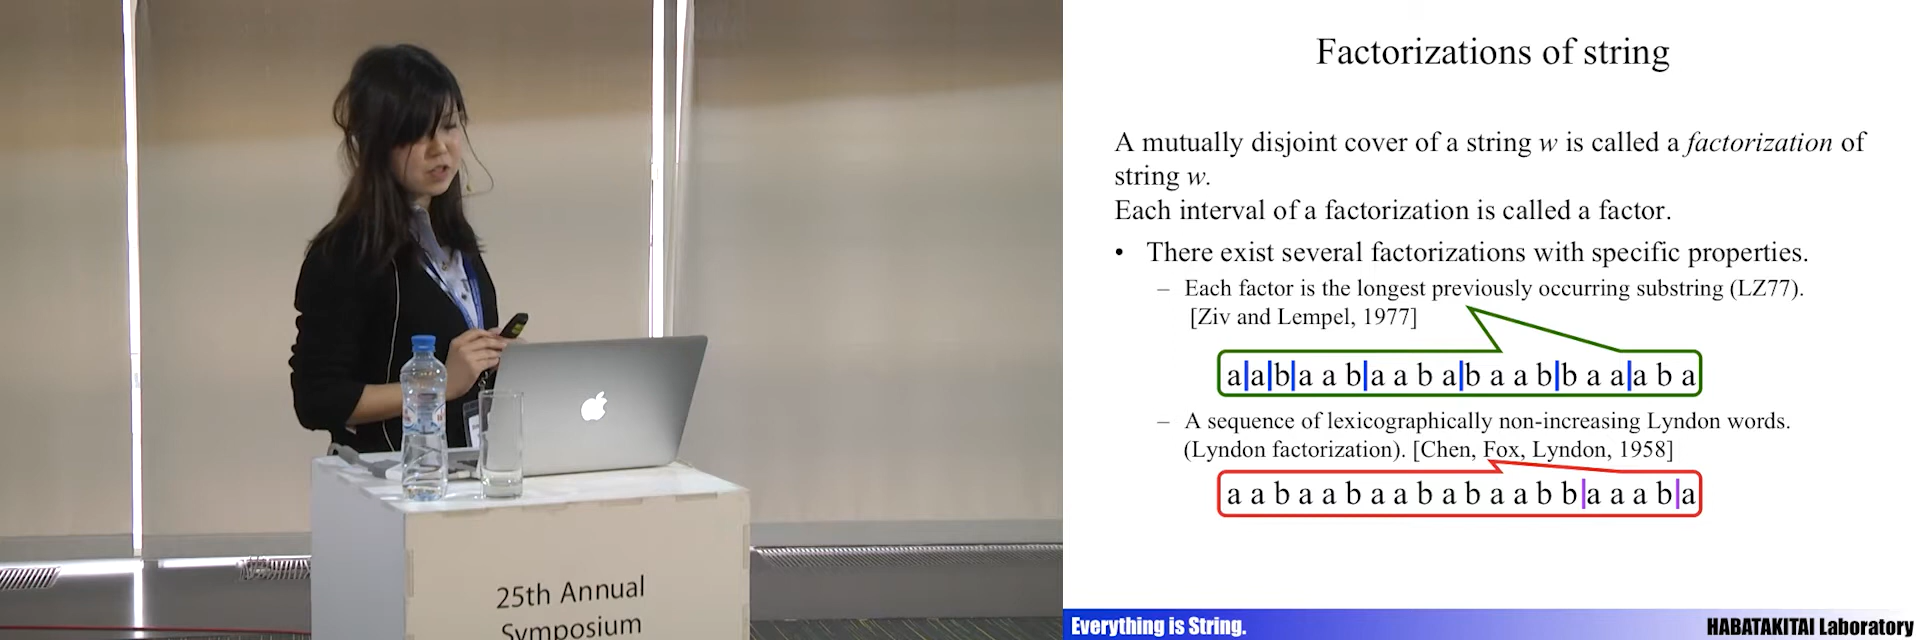 25th Annual
Symposium
Factorizations of string
A mutually disjoint cover of a string w is called a factorization of
string w.
Each interval of a factorization is called a factor.
• There exist several factorizations with specific properties.
– Each factor is the longest previously occurring substring (LZ77).
[Ziv and Lempel, 1977]
a|a|b|a a b|a a b a|b a a b|b a a|a b a
– A sequence of lexicographically non-increasing Lyndon words.
(Lyndon factorization). [Chen, Fox, Lyndon, 1958]
a a b a a b a a b a b a a b b|a a a b|a
Everything is String.
HABATAKITAI Laboratory